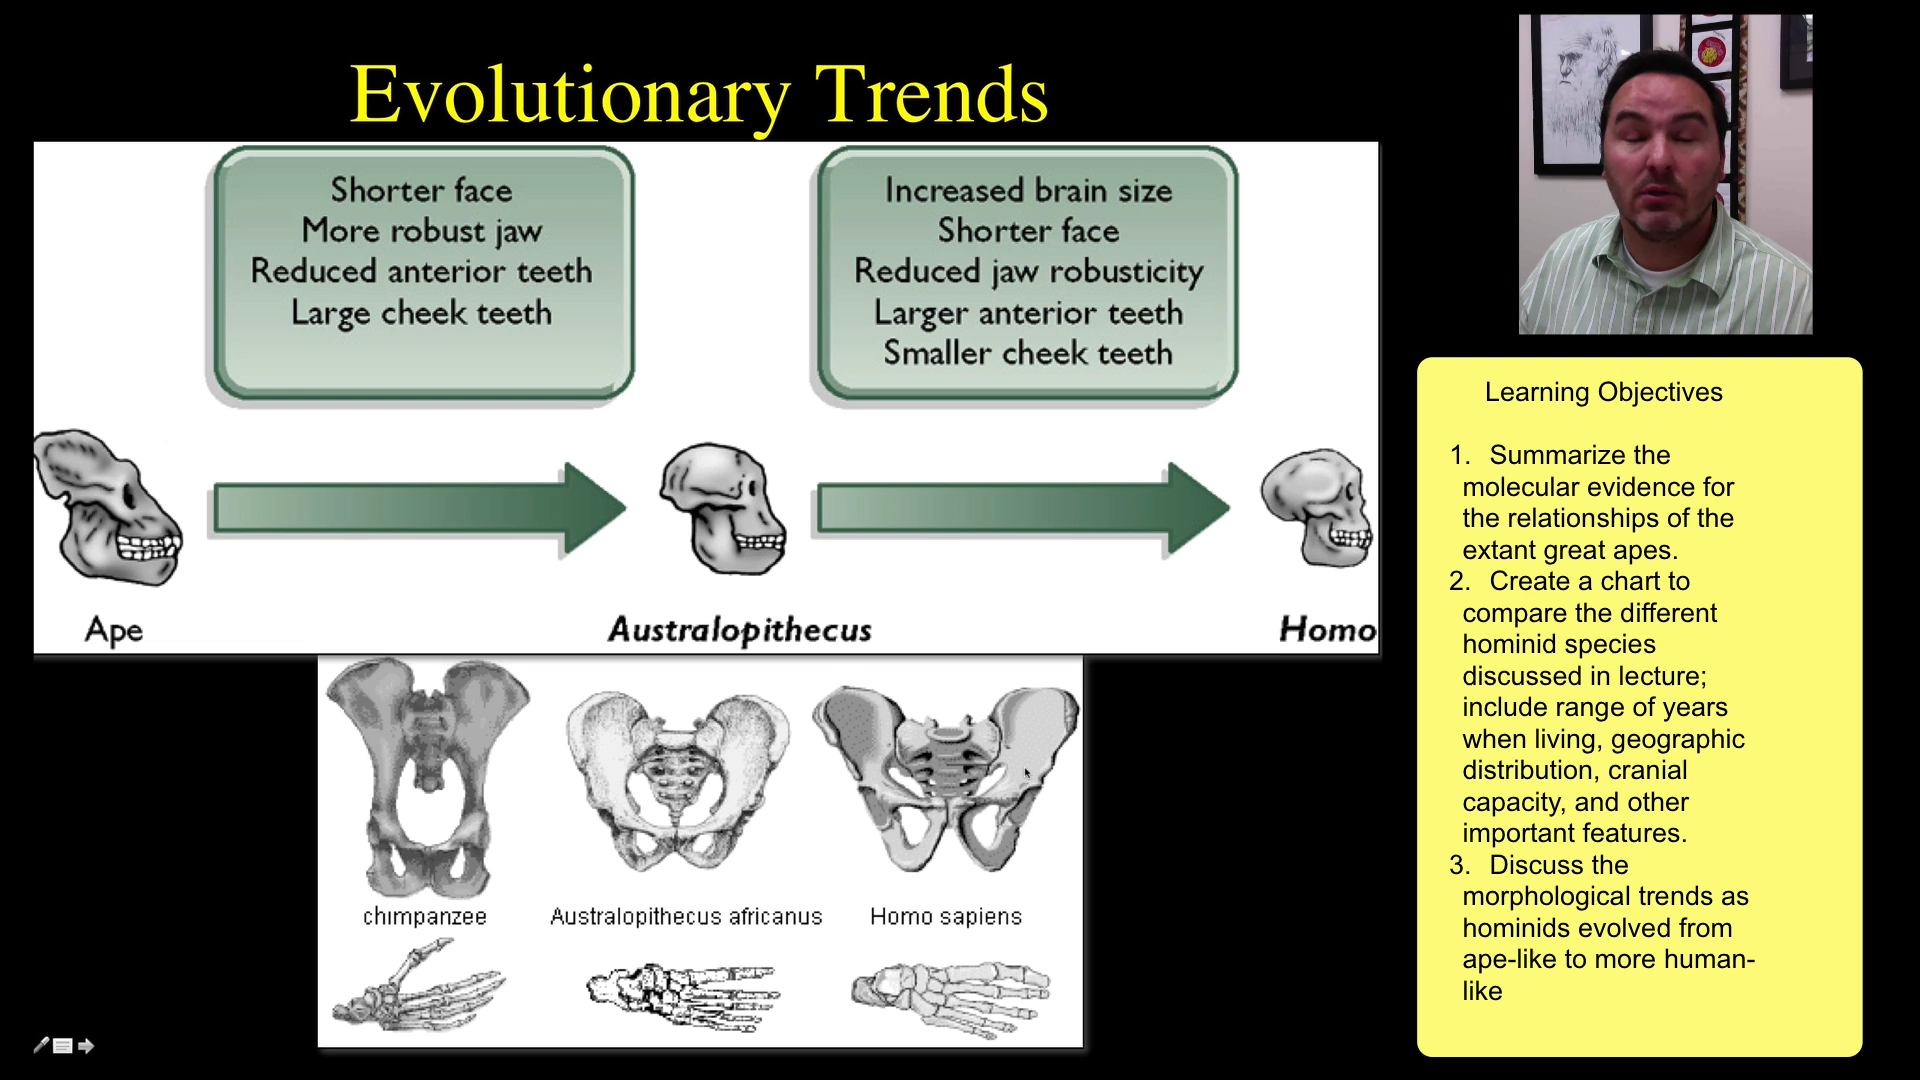 Evolutionary Trends
Shorter face
More robust jaw
Reduced anterior teeth
Large cheek teeth
Increased brain size
Shorter face
Reduced jaw robusticity
Larger anterior teeth
Smaller cheek teeth
Ape
Australopithecus
Homo
chimpanzee
Australopithecus africanus
Homo sapiens
Learning Objectives
1. Summarize the
molecular evidence for
the relationships of the
extant great apes.
2. Create a chart to
compare the different
hominid species
discussed in lecture;
include range of years
when living, geographic
distribution, cranial
capacity, and other
important features.
3. Discuss the
morphological trends as
hominids evolved from
ape-like to more human-
like